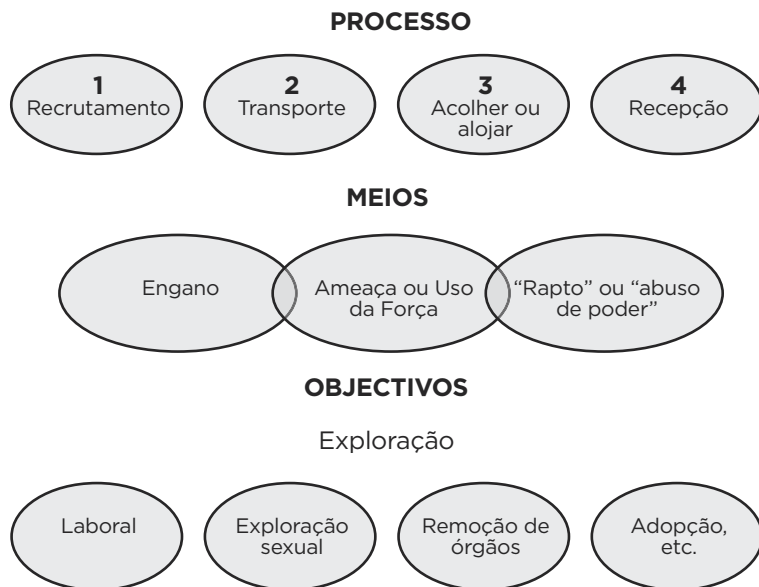 PROCESSO
1
Recrutamento
2
Transporte
3
Acolher ou
alojar
4
Recepção
MEIOS
Engano
Ameaça ou Uso
da Força
“Rapto” ou “abuso
de poder”
OBJECTIVOS
Exploração
Laboral
Exploração
sexual
Remoção de
órgãos
Adopção,
etc.